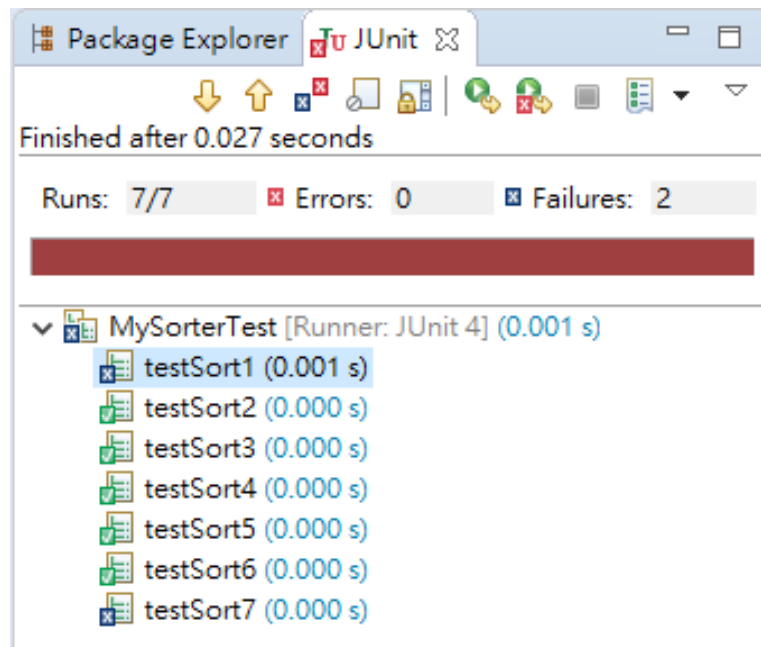 Package Explorer JUnit
Finished after 0.027 seconds
Runs: 7/7 Errors: 0 Failures: 2
MySorterTest [Runner: JUnit 4] (0.001 s)
testSort1 (0.001 s)
testSort2 (0.000 s)
testSort3 (0.000 s)
testSort4 (0.000 s)
testSort5 (0.000 s)
testSort6 (0.000 s)
testSort7 (0.000 s)